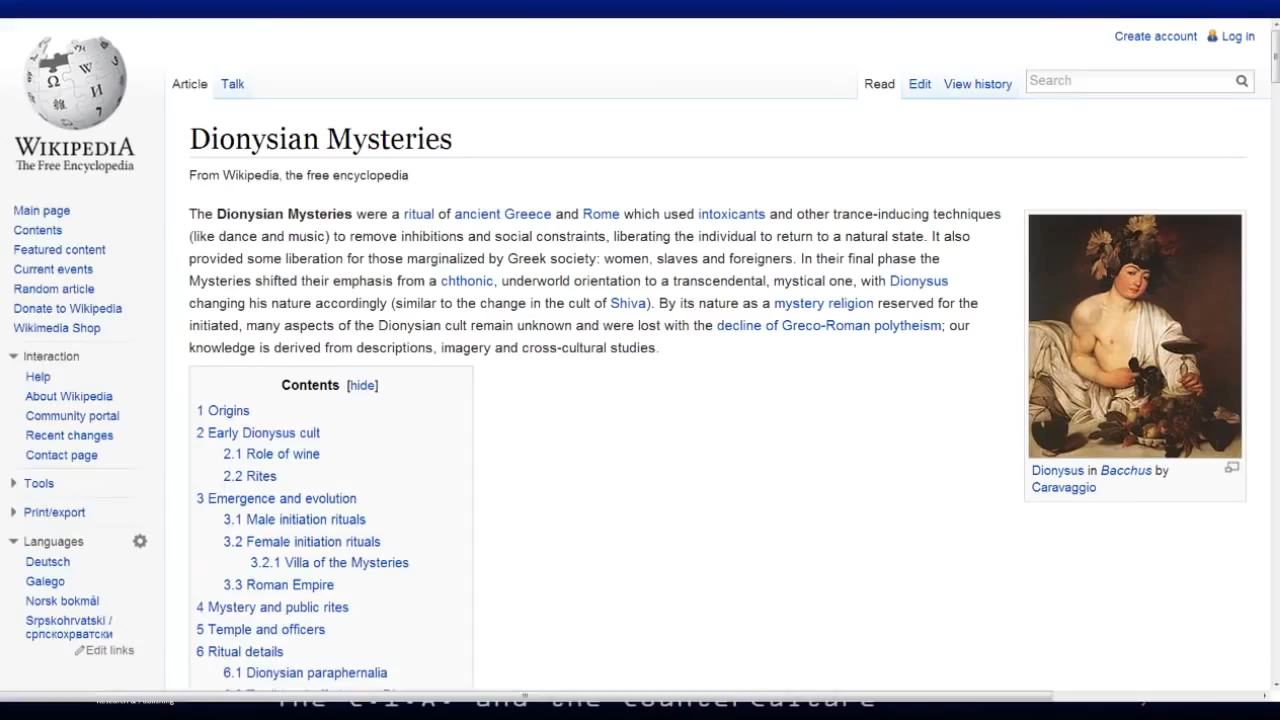 Create account
Log in
Article
Talk
Read
Edit
View history
Search
WIKIPEDIA
The Free Encyclopedia
Main page
Contents
Featured content
Current events
Random article
Donate to Wikipedia
Wikimedia Shop
Interaction
Help
About Wikipedia
Community portal
Recent changes
Contact page
Tools
Print/export
Languages
Deutsch
Galego
Norsk bokmål
Srpskohrvatski /
српскохрватски
Edit links
Dionysian Mysteries
From Wikipedia, the free encyclopedia
The Dionysian Mysteries were a ritual of ancient Greece and Rome which used intoxicants and other trance-inducing techniques
(like dance and music) to remove inhibitions and social constraints, liberating the individual to return to a natural state. It also
provided some liberation for those marginalized by Greek society: women, slaves and foreigners. In their final phase the
Mysteries shifted their emphasis from a chthonic, underworld orientation to a transcendental, mystical one, with Dionysus
changing his nature accordingly (similar to the change in the cult of Shiva). By its nature as a mystery religion reserved for the
initiated, many aspects of the Dionysian cult remain unknown and were lost with the decline of Greco-Roman polytheism; our
knowledge is derived from descriptions, imagery and cross-cultural studies.
Contents [hide]
1 Origins
2 Early Dionysus cult
2.1 Role of wine
2.2 Rites
3 Emergence and evolution
3.1 Male initiation rituals
3.2 Female initiation rituals
3.2.1 Villa of the Mysteries
3.3 Roman Empire
4 Mystery and public rites
5 Temple and officers
6 Ritual details
6.1 Dionysian paraphernalia
Dionysus in Bacchus by
Caravaggio
Research & Publishing
The C.I.A. and the Counterculture